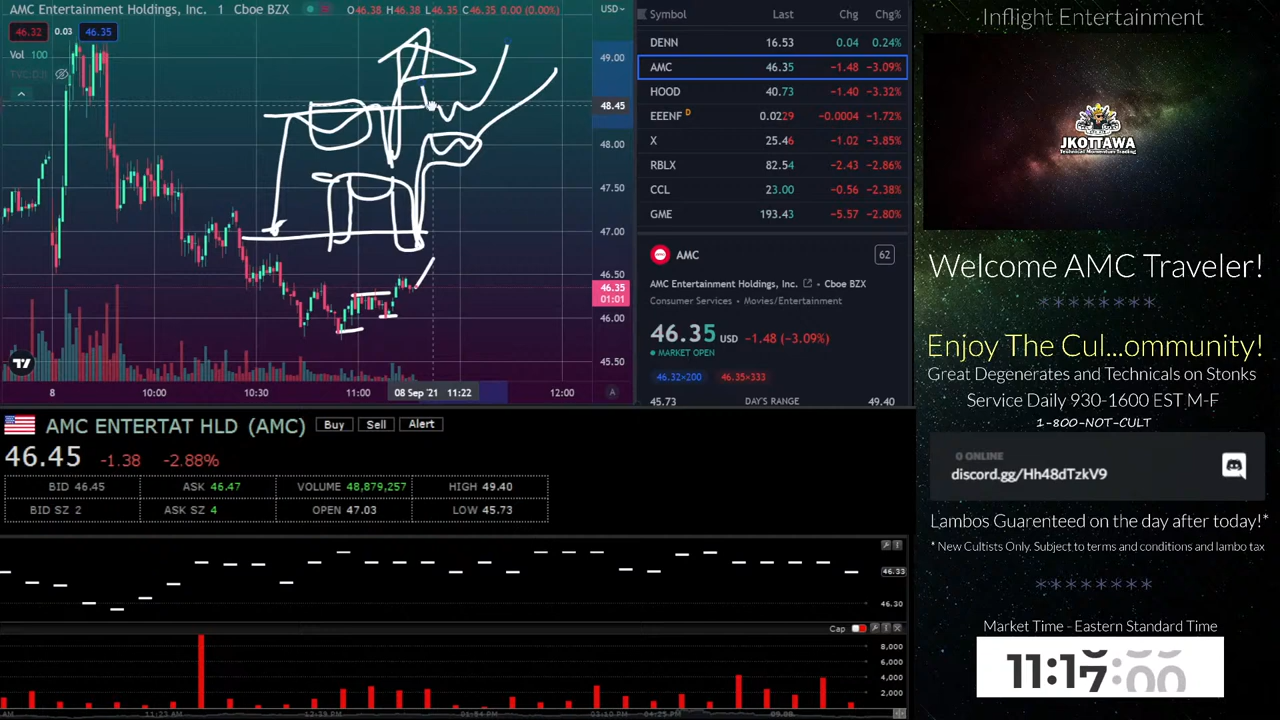 AMC Entertainment Holdings, Inc. 1 Cboe BZX
O46.38 H46.38 L46.35 C46.35 0.00 (0.00%)
USD
46.32 0.03 46.35
Vol 100
TVC:DJI
49.00
48.45
48.00
47.50
47.00
46.50
46.35
01:01
46.00
45.50
8 10:00 10:30 11:00 08 Sep '21 11:22 12:00
A
Symbol Last Chg Chg%
DENN 16.53 0.04 0.24%
AMC 46.35 −1.48 −3.09%
HOOD 40.73 −1.40 −3.32%
EEENF D 0.0229 −0.0004 −1.72%
X 25.46 −1.02 −3.85%
RBLX 82.54 −2.43 −2.86%
CCL 23.00 −0.56 −2.38%
GME 193.43 −5.57 −2.80%
AMC 62
AMC Entertainment Holdings, Inc. • Cboe BZX
Consumer Services • Movies/Entertainment
46.35 USD −1.48 (−3.09%)
MARKET OPEN
46.32×200 46.35×333
45.73 DAY'S RANGE 49.40
AMC ENTERTAT HLD (AMC) Buy Sell Alert
46.45 -1.38 -2.88%
BID 46.45 ASK 46.47 VOLUME 48,879,257 HIGH 49.40
BID SZ 2 ASK SZ 4 OPEN 47.03 LOW 45.73
46.33
46.30
Cap
8,000
6,000
4,000
2,000
Inflight Entertainment
JKOTTAWA
Technical Momentum Trading
Welcome AMC Traveler!
********
Enjoy The Cul...ommunity!
Great Degenerates and Technicals on Stonks
Service Daily 930-1600 EST M-F
1-800-NOT-CULT
0 ONLINE
discord.gg/Hh48dTzkV9
Lambos Guarenteed on the day after today!*
* New Cultists Only. Subject to terms and conditions and lambo tax
********
Market Time - Eastern Standard Time